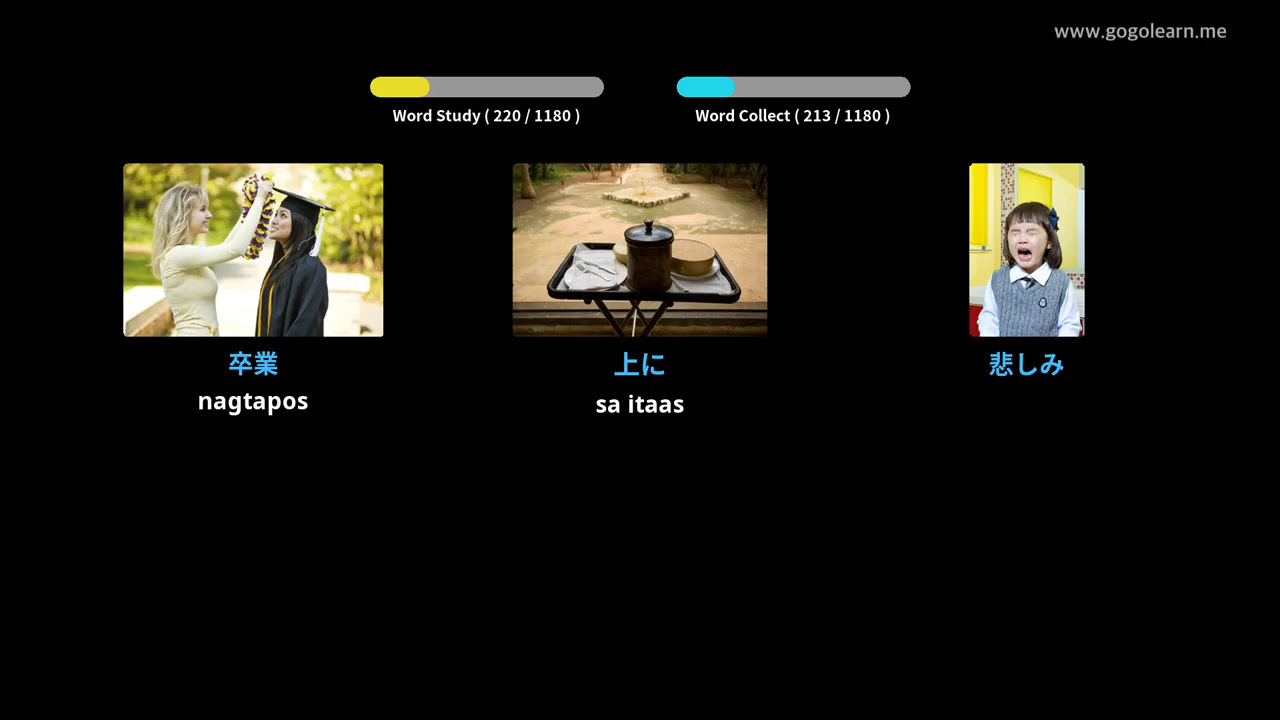 www.gogolearn.me
Word Study ( 220 / 1180 )
Word Collect ( 213 / 1180 )
卒業
nagtapos
上に
sa itaas
悲しみ